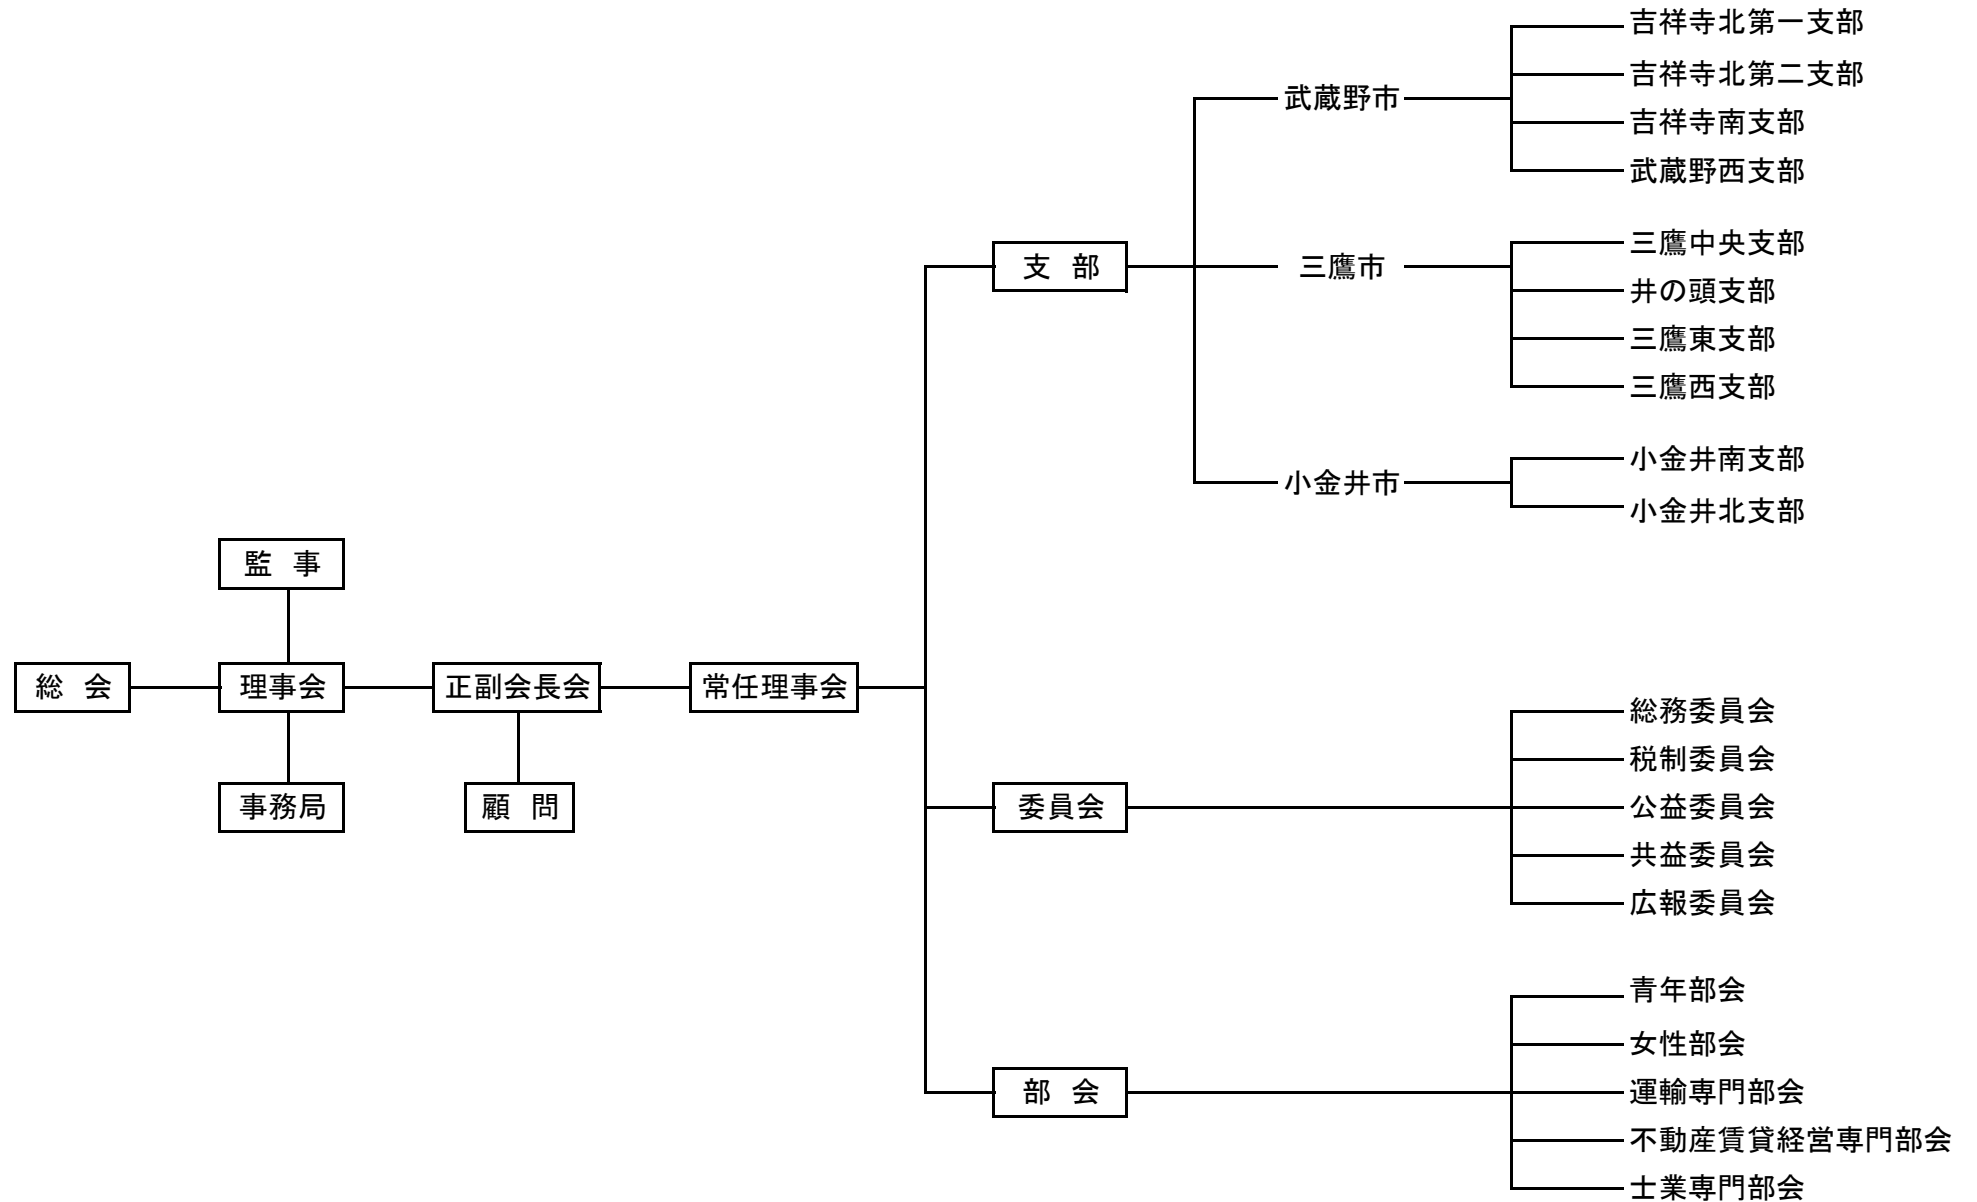 吉祥寺北第一支部
吉祥寺北第二支部
武蔵野市
吉祥寺南支部
武蔵野西支部
三鷹中央支部
支 部
三鷹市
井の頭支部
三鷹東支部
三鷹西支部
小金井南支部
小金井市
小金井北支部
監 事
総 会
理事会
正副会長会
常任理事会
事務局
顧 問
総務委員会
税制委員会
委員会
公益委員会
共益委員会
広報委員会
青年部会
女性部会
部 会
運輸専門部会
不動産賃貸経営専門部会
士業専門部会